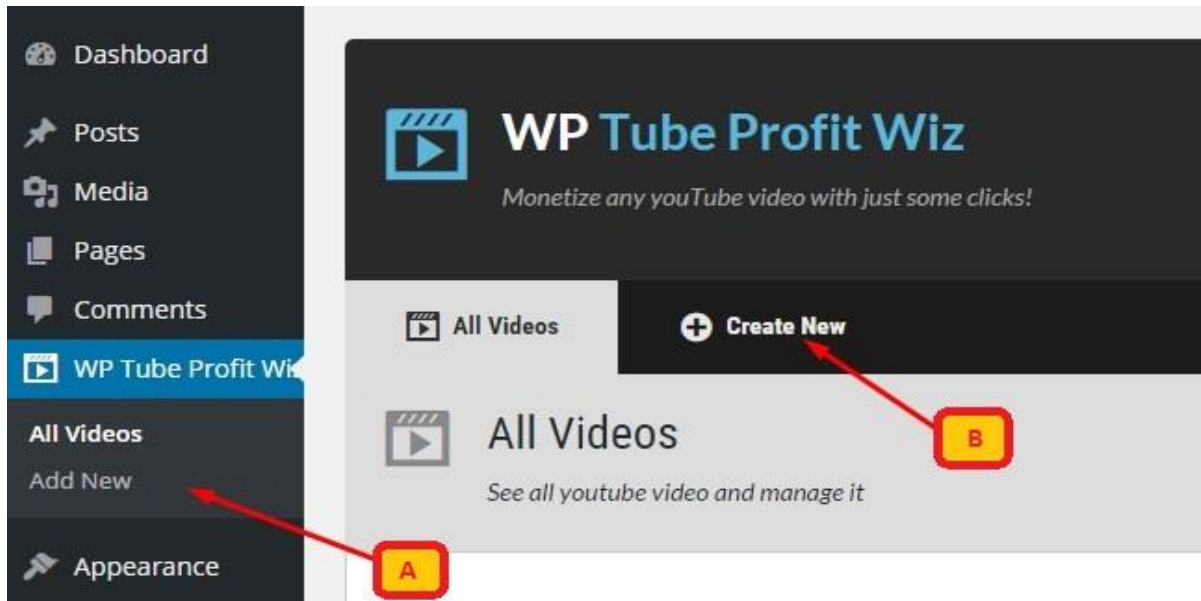 Dashboard
Posts
Media
Pages
Comments
WP Tube Profit Wi
All Videos
Add New
Appearance
WP Tube Profit Wiz
Monetize any youTube video with just some clicks!
All Videos
Create New
All Videos
See all youtube video and manage it
B
A